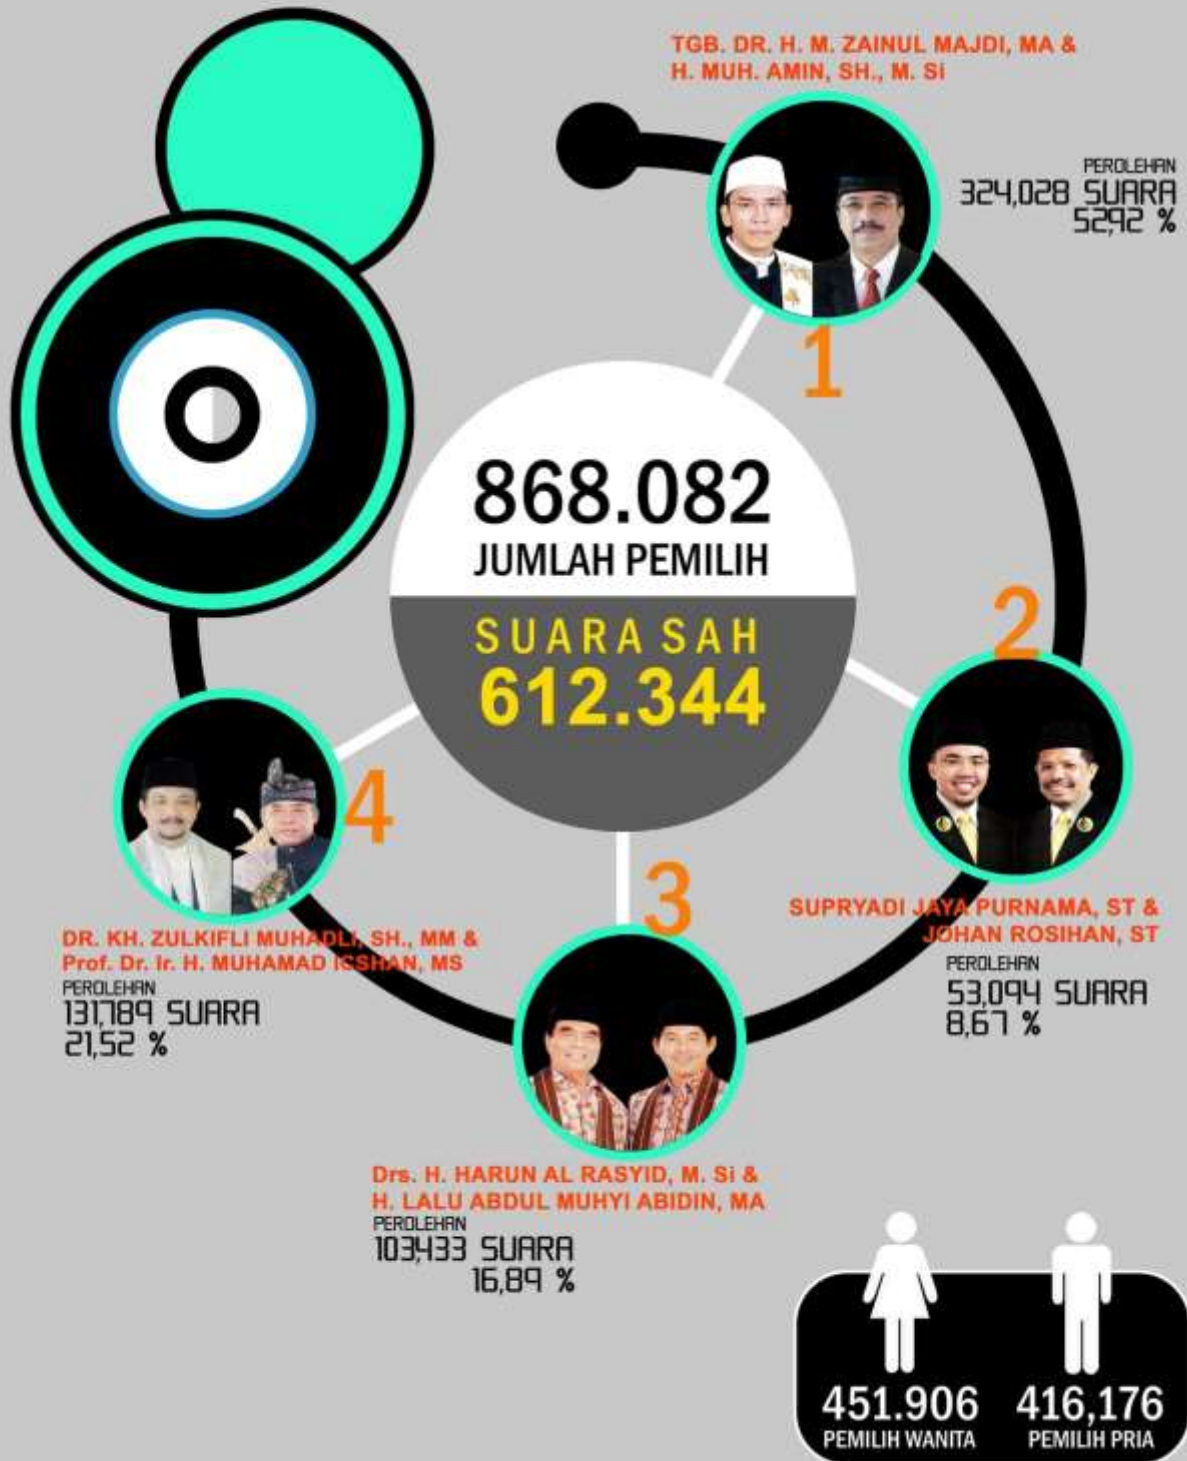 TGB. DR. H. M. ZAINUL MAJDI, MA &
H. MUH. AMIN, SH., M. Si
PEROLEHAN
324,028 SUARA
52,92 %
1
868.082
JUMLAH PEMILIH
SUARA SAH
612.344
2
SUPRYADI JAYA PURNAMA, ST &
JOHAN ROSIHAN, ST
PEROLEHAN
53,094 SUARA
8,67 %
4
DR. KH. ZULKIFLI MUHADLI, SH., MM &
Prof. Dr. Ir. H. MUHAMAD ICSHAN, MS
PEROLEHAN
131,789 SUARA
21,52 %
3
Drs. H. HARUN AL RASYID, M. Si &
H. LALU ABDUL MUHYI ABIDIN, MA
PEROLEHAN
103,433 SUARA
16,89 %
451.906
PEMILIH WANITA
416,176
PEMILIH PRIA